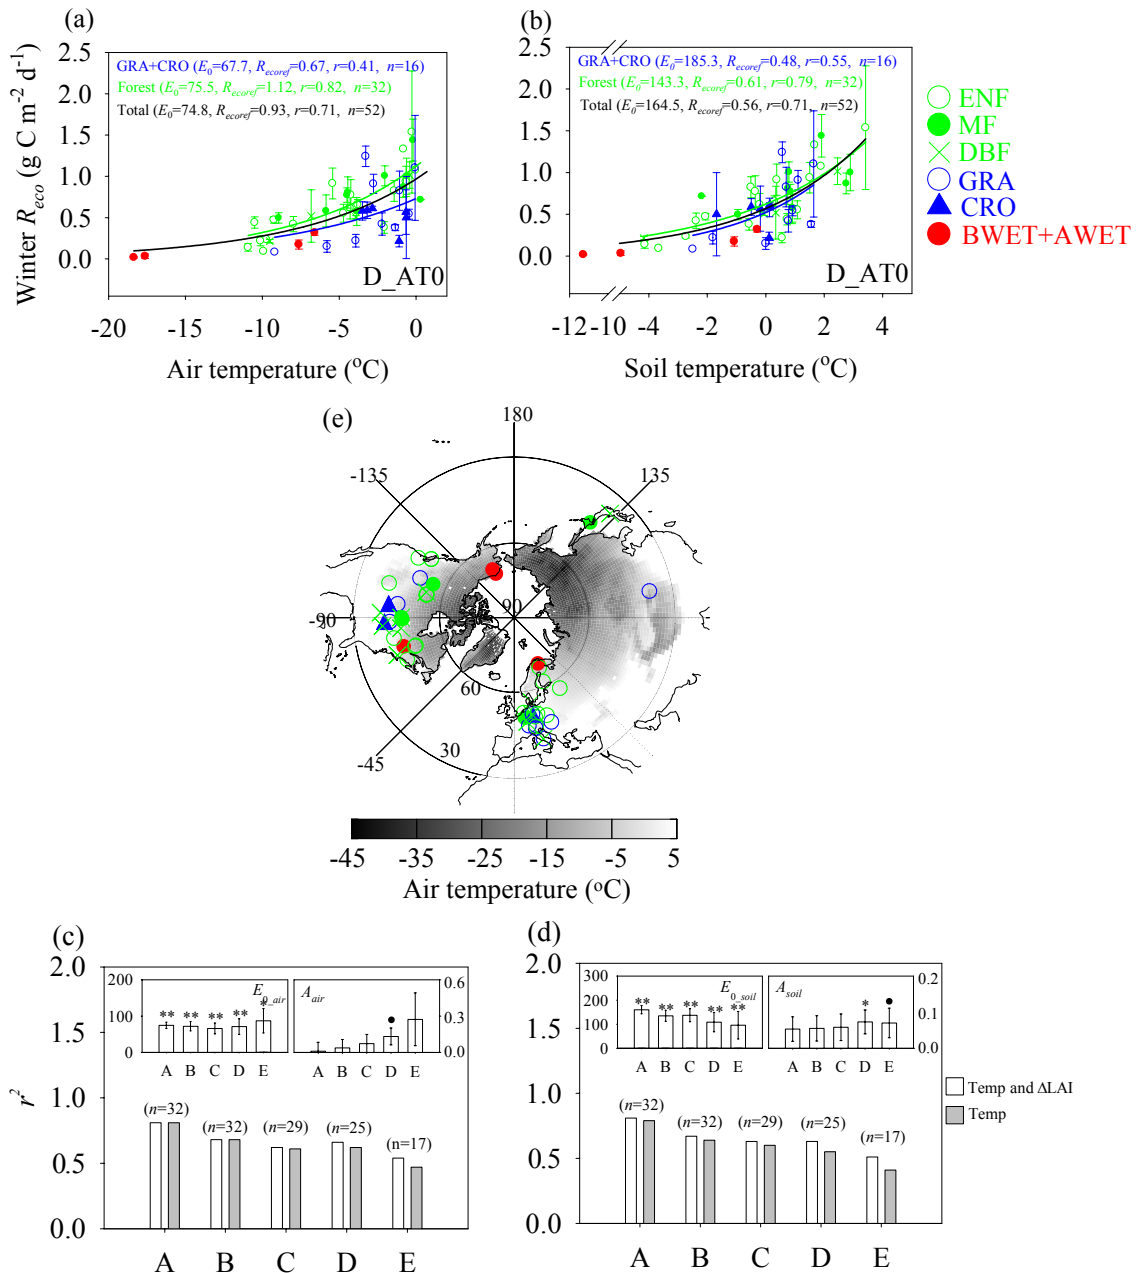 (a)
GRA+CRO (E0=67.7, Recoref=0.67, r=0.41, n=16)
Forest (E0=75.5, Recoref=1.12, r=0.82, n=32)
Total (E0=74.8, Recoref=0.93, r=0.71, n=52)
Winter Reco (g C m-2 d-1)
2.5
2.0
1.5
1.0
0.5
0.0
D_AT0
-20 -15 -10 -5 0
Air temperature (oC)
(b)
GRA+CRO (E0=185.3, Recoref=0.48, r=0.55, n=16)
Forest (E0=143.3, Recoref=0.61, r=0.79, n=32)
Total (E0=164.5, Recoref=0.56, r=0.71, n=52)
2.5
2.0
1.5
1.0
0.5
0.0
D_AT0
-12 -10 -4 -2 0 2 4
Soil temperature (oC)
ENF
MF
DBF
GRA
CRO
BWET+AWET
(e)
180
-135
135
-90
90
60
30
-45
-45 -35 -25 -15 -5 5
Air temperature (oC)
(c)
r2
2.0
1.5
1.0
0.5
0.0
200
100
0
E0_air
** ** ** ** *
A B C D E
Aair
0.6
0.3
0.0
A B C D E
(n=32)
(n=32)
(n=29)
(n=25)
(n=17)
A B C D E
(d)
2.0
1.5
1.0
0.5
0.0
300
200
100
0
E0_soil
** ** ** ** **
A B C D E
Asoil
*
0.2
0.1
0.0
A B C D E
(n=32)
(n=32)
(n=29)
(n=25)
(n=17)
A B C D E
Temp and ΔLAI
Temp